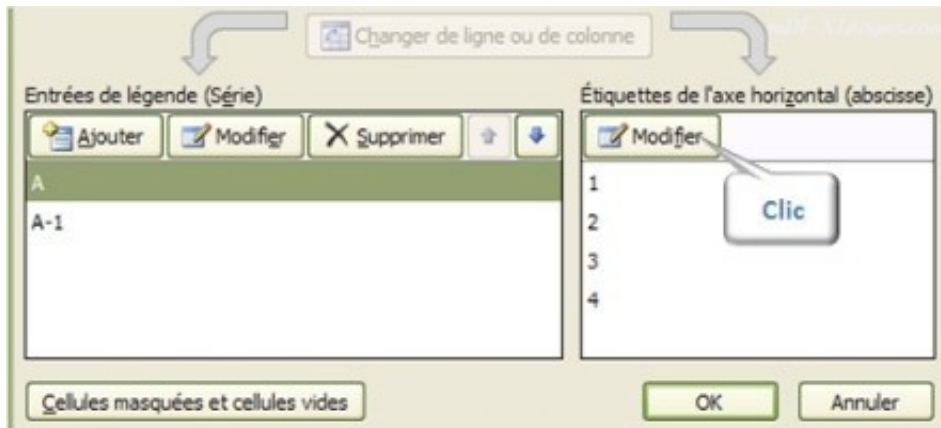 Changer de ligne ou de colonne
Entrées de légende (Série)
Ajouter
Modifier
Supprimer
A
A-1
Étiquettes de l'axe horizontal (abscisse)
Modifier
Clic
1
2
3
4
Cellules masquées et cellules vides
OK
Annuler